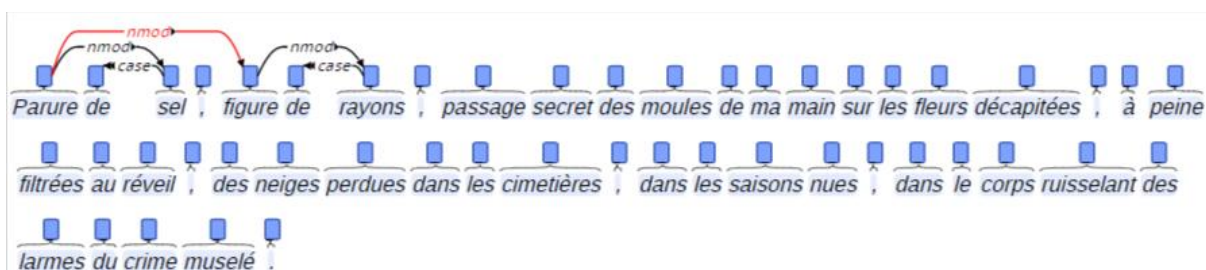 nmod
nmod nmod
case case
Parure de sel , figure de rayons , passage secret des moules de ma main sur les fleurs décapitées , à peine
filtrées au réveil , des neiges perdues dans les cimetières , dans les saisons nues , dans le corps ruisselant des
larmes du crime muselé .